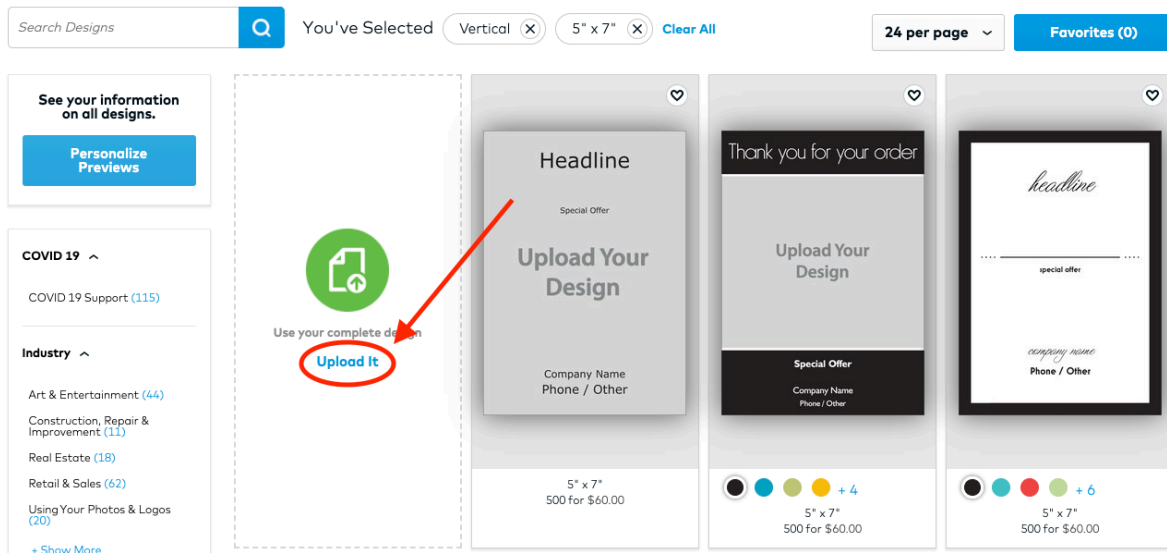 Search Designs
You've Selected
Vertical
5" x 7"
Clear All
24 per page
Favorites (0)
See your information
on all designs.
Personalize
Previews
COVID 19
COVID 19 Support (115)
Industry
Art & Entertainment (44)
Construction, Repair &
Improvement (11)
Real Estate (18)
Retail & Sales (62)
Using Your Photos & Logos
(20)
+ Show More
Use your complete design
Upload It
Headline
Special Offer
Upload Your
Design
Company Name
Phone / Other
5" x 7"
500 for $60.00
Thank you for your order
Upload Your
Design
Special Offer
Company Name
Phone / Other
+ 4
5" x 7"
500 for $60.00
headline
special offer
company name
Phone / Other
+ 6
5" x 7"
500 for $60.00